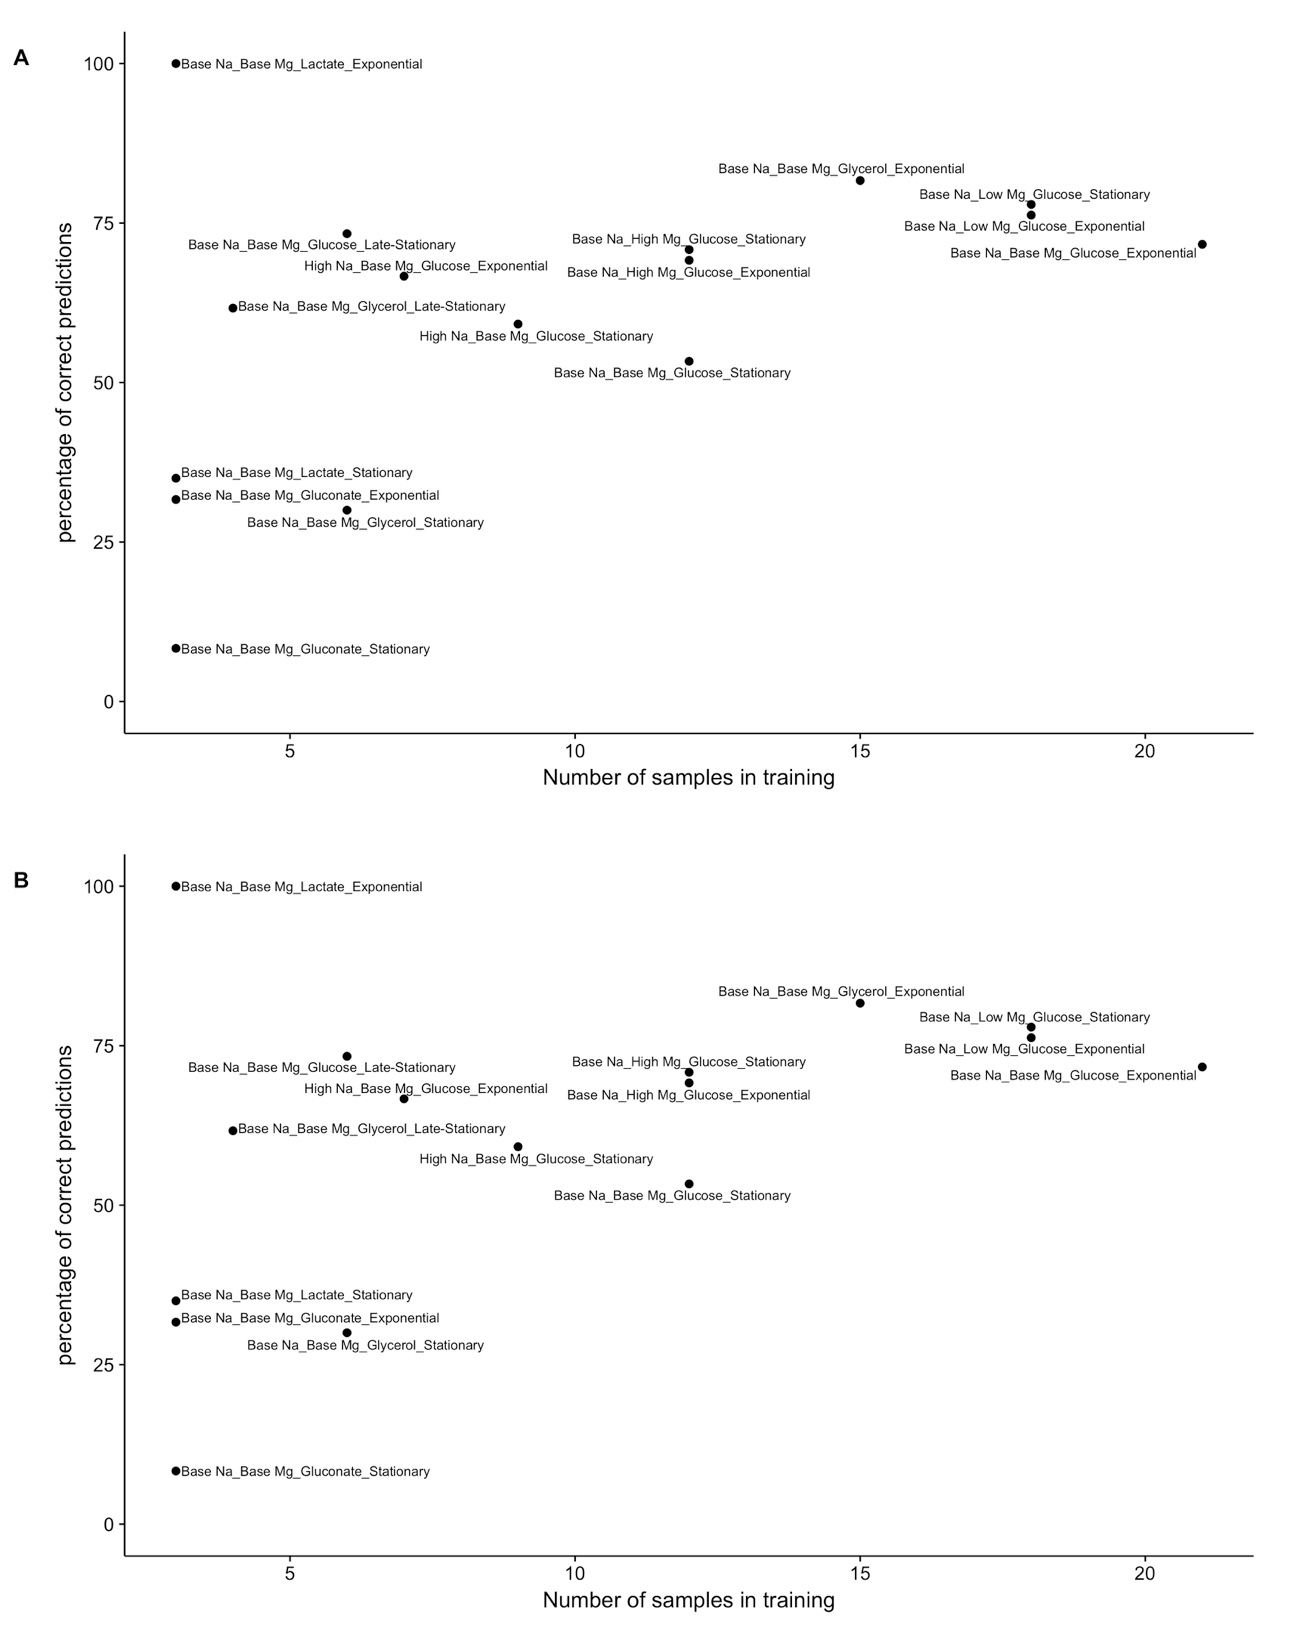 A
100
Base Na_Base Mg_Lactate_Exponential
Base Na_Base Mg_Glycerol_Exponential
Base Na_Low Mg_Glucose_Stationary
75
Base Na_Low Mg_Glucose_Exponential
Base Na_High Mg_Glucose_Stationary
Base Na_Base Mg_Glucose_Late-Stationary
Base Na_Base Mg_Glucose_Exponential
High Na_Base Mg_Glucose_Exponential
Base Na_High Mg_Glucose_Exponential
Base Na_Base Mg_Glycerol_Late-Stationary
High Na_Base Mg_Glucose_Stationary
Base Na_Base Mg_Glucose_Stationary
50
percentage of correct predictions
Base Na_Base Mg_Lactate_Stationary
Base Na_Base Mg_Gluconate_Exponential
Base Na_Base Mg_Glycerol_Stationary
25
Base Na_Base Mg_Gluconate_Stationary
0
5 10 15 20
Number of samples in training
B
100
Base Na_Base Mg_Lactate_Exponential
Base Na_Base Mg_Glycerol_Exponential
Base Na_Low Mg_Glucose_Stationary
75
Base Na_Low Mg_Glucose_Exponential
Base Na_High Mg_Glucose_Stationary
Base Na_Base Mg_Glucose_Late-Stationary
Base Na_Base Mg_Glucose_Exponential
High Na_Base Mg_Glucose_Exponential
Base Na_High Mg_Glucose_Exponential
Base Na_Base Mg_Glycerol_Late-Stationary
High Na_Base Mg_Glucose_Stationary
Base Na_Base Mg_Glucose_Stationary
50
percentage of correct predictions
Base Na_Base Mg_Lactate_Stationary
Base Na_Base Mg_Gluconate_Exponential
Base Na_Base Mg_Glycerol_Stationary
25
Base Na_Base Mg_Gluconate_Stationary
0
5 10 15 20
Number of samples in training